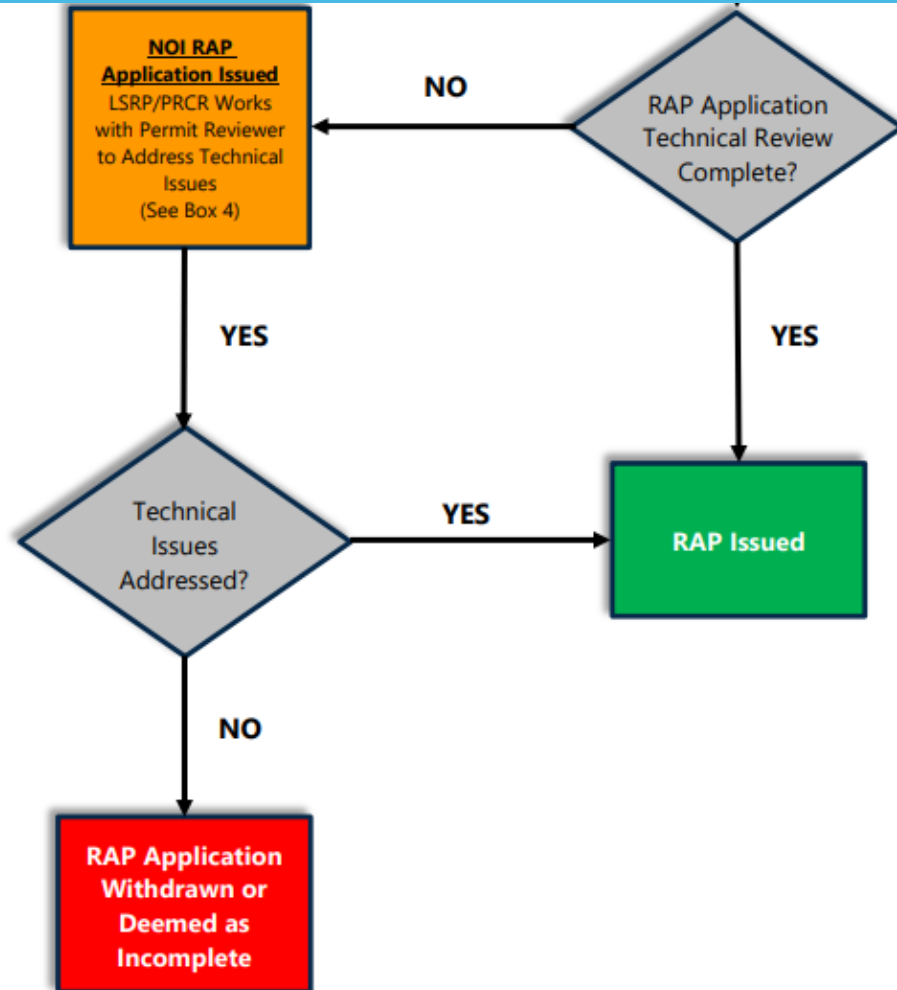 NOI RAP
Application Issued
LSRP/PRCR Works
with Permit Reviewer
to Address Technical
Issues
(See Box 4)
NO
RAP Application
Technical Review
Complete?
YES
YES
Technical
Issues
Addressed?
YES
RAP Issued
NO
RAP Application
Withdrawn or
Deemed as
Incomplete